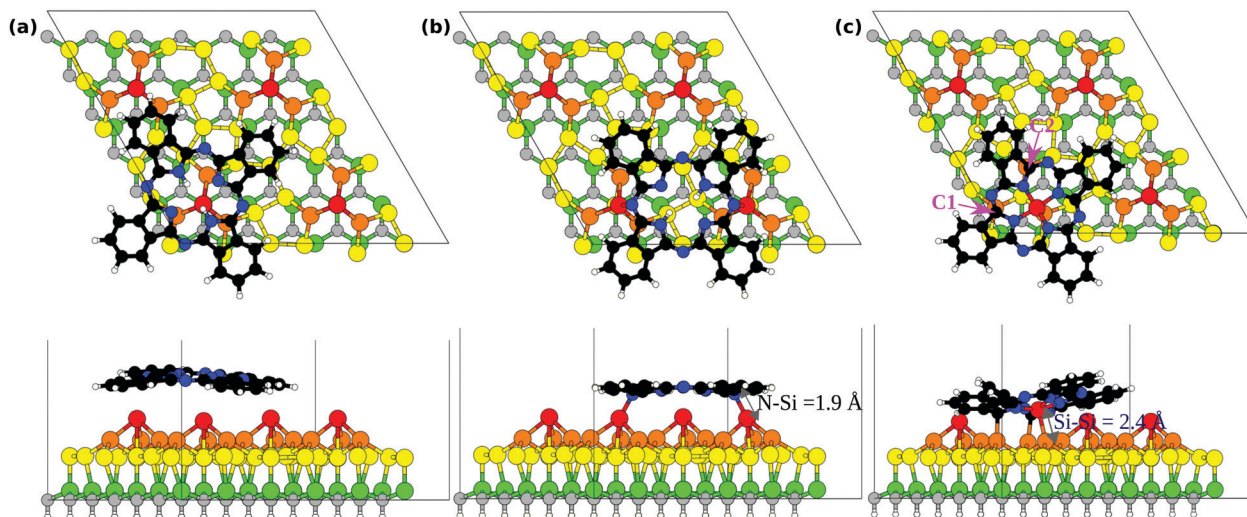 (a)
(b)
(c)
C2
C1
N-Si =1.9 Å
Si-Si = 2.4 Å